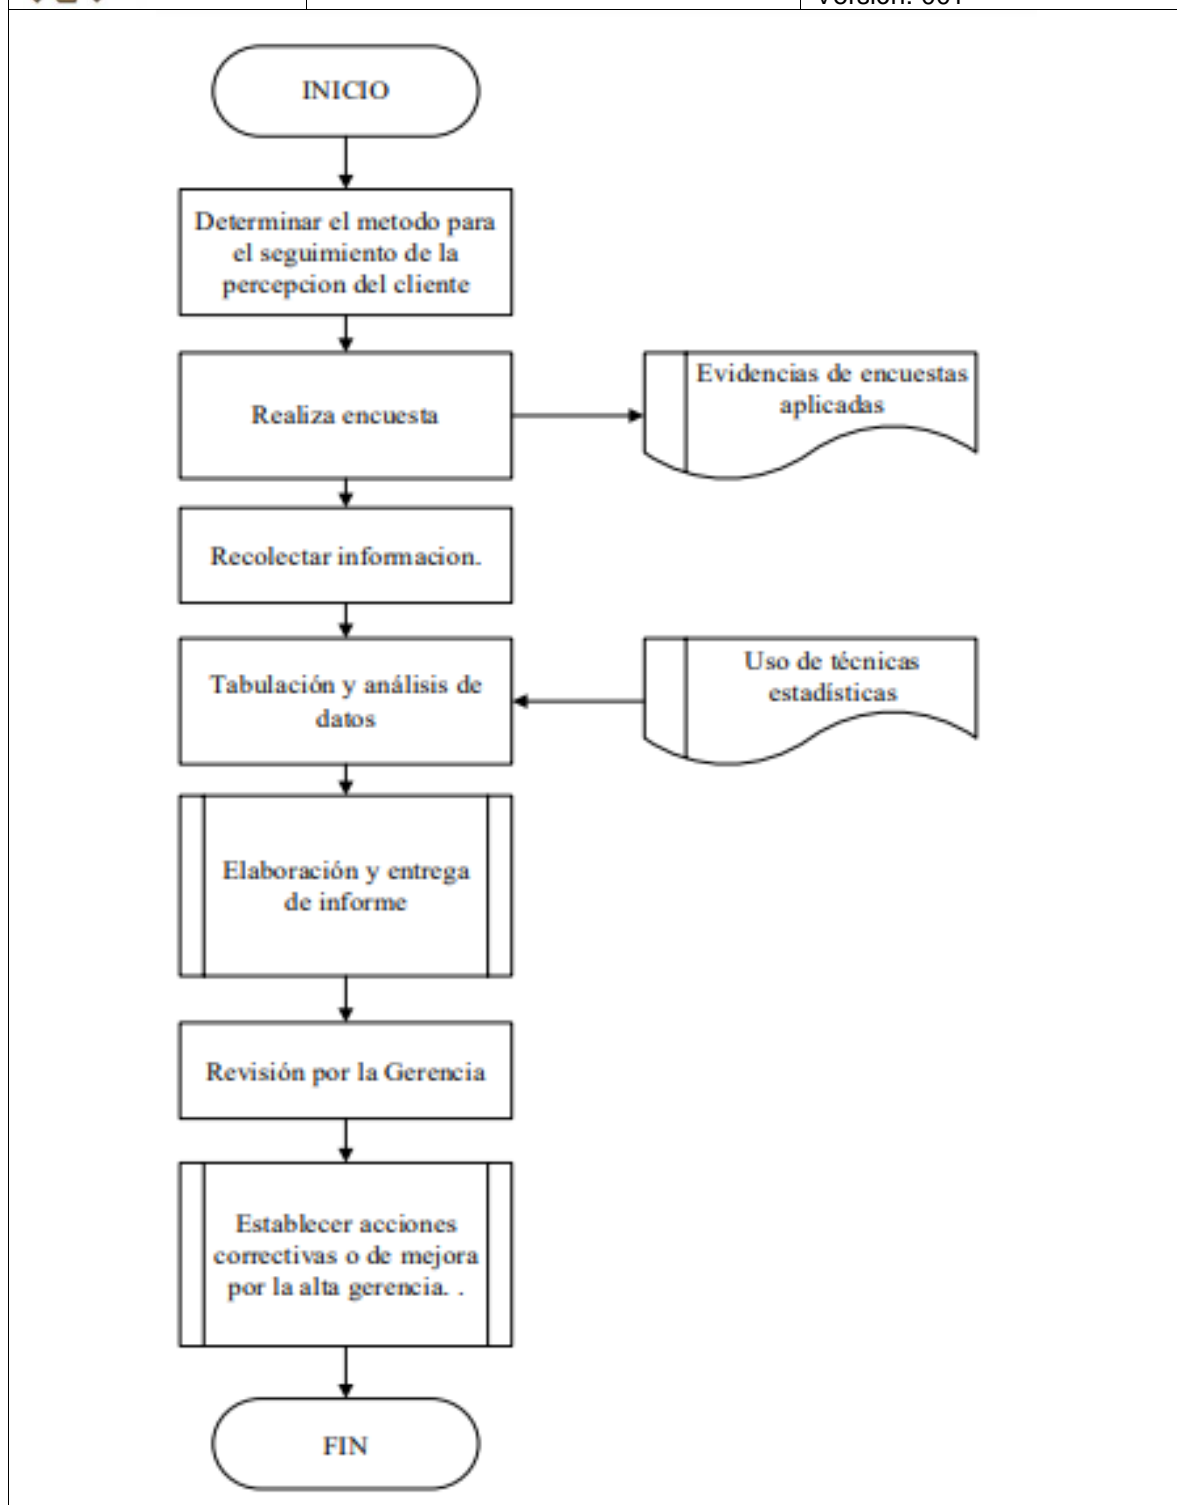 Versión: 001
INICIO
Determinar el metodo para
el seguimiento de la
percepcion del cliente
Realiza encuesta
Evidencias de encuestas
aplicadas
Recolectar informacion.
Tabulación y análisis de
datos
Uso de técnicas
estadísticas
Elaboración y entrega
de informe
Revisión por la Gerencia
Establecer acciones
correctivas o de mejora
por la alta gerencia. .
FIN